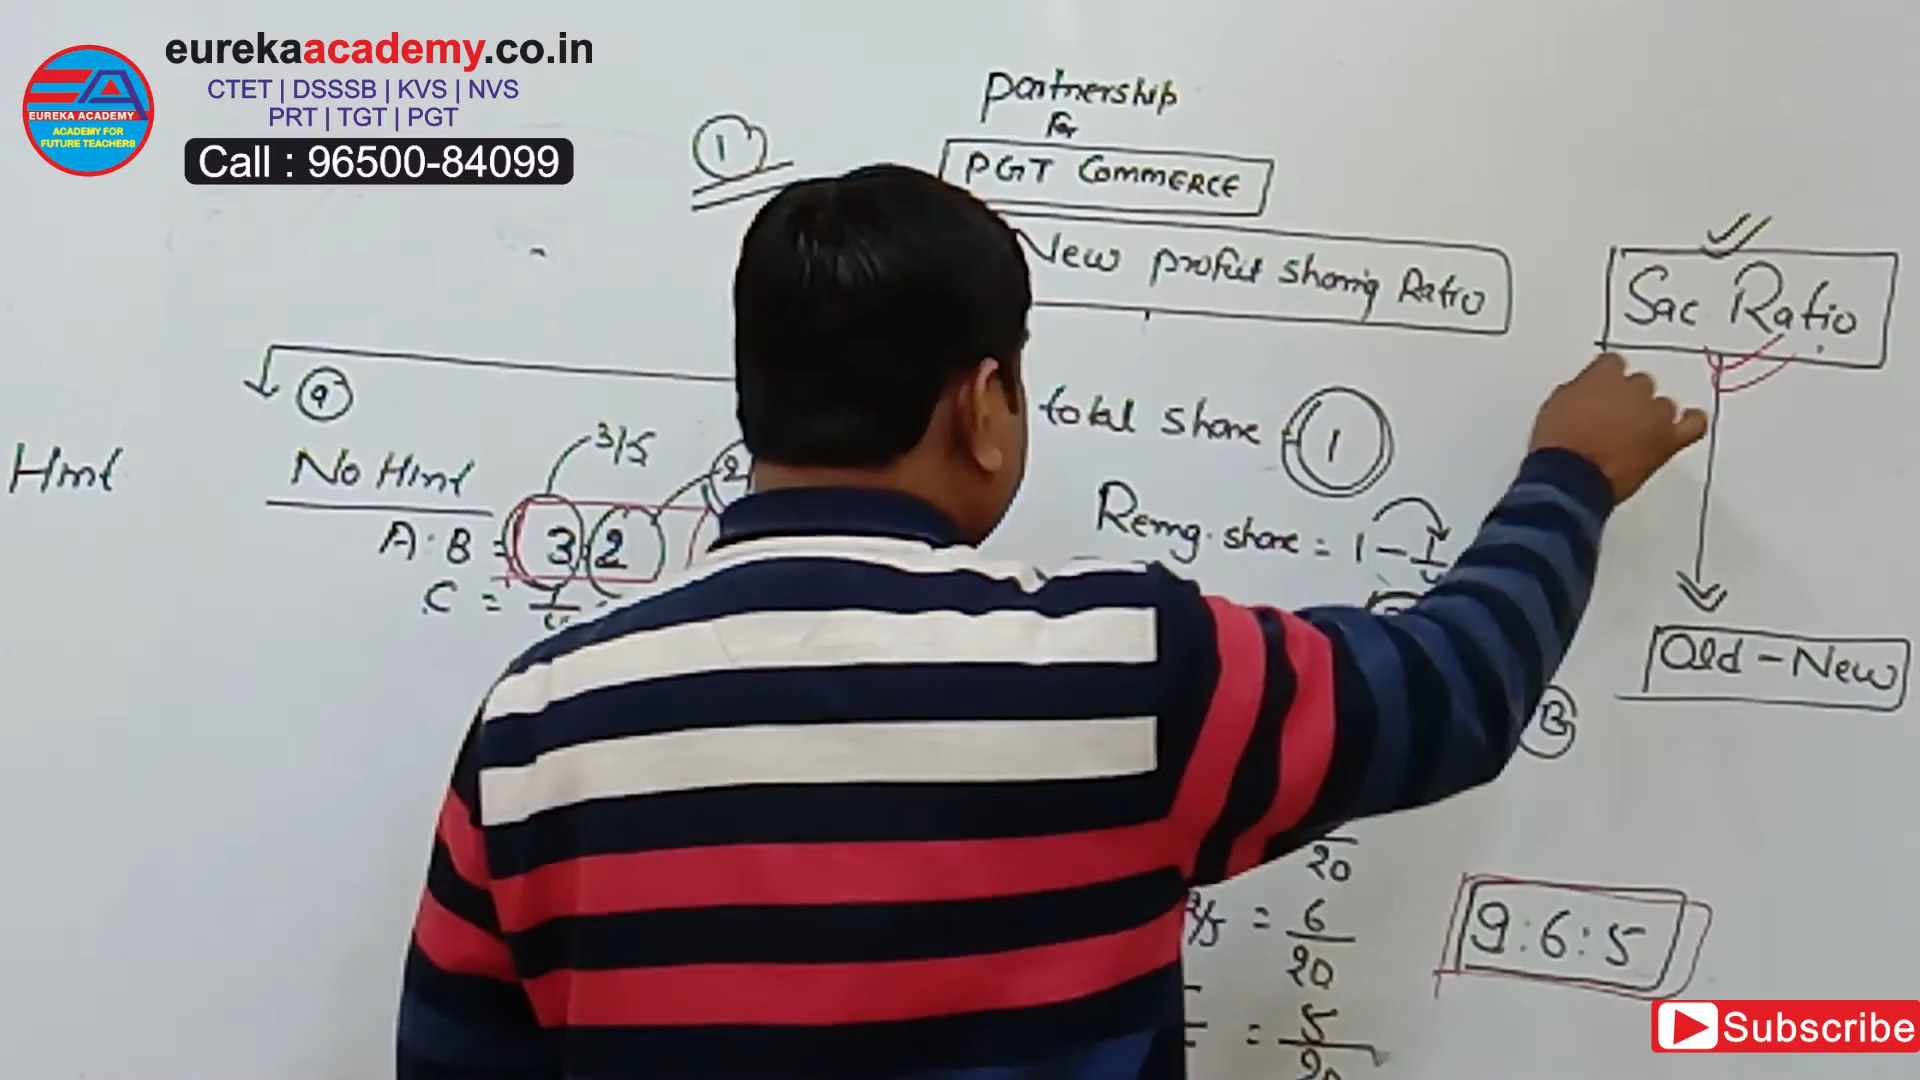 eurekaacademy.co.in
CTET | DSSSB | KVS | NVS
PRT | TGT | PGT
Call : 96500-84099
EUREKA ACADEMY
ACADEMY FOR
FUTURE TEACHERS
Partnership
For
1
PGT COMMERCE
New profit sharing Ratio
Sac Ratio
a
total share 1
Hint
No Hint
3/5
2
A:B = 3:2
Remg. share = 1 -
C =
Old - New
B
20
= 6/20
9:6:5
= 5/20
Subscribe